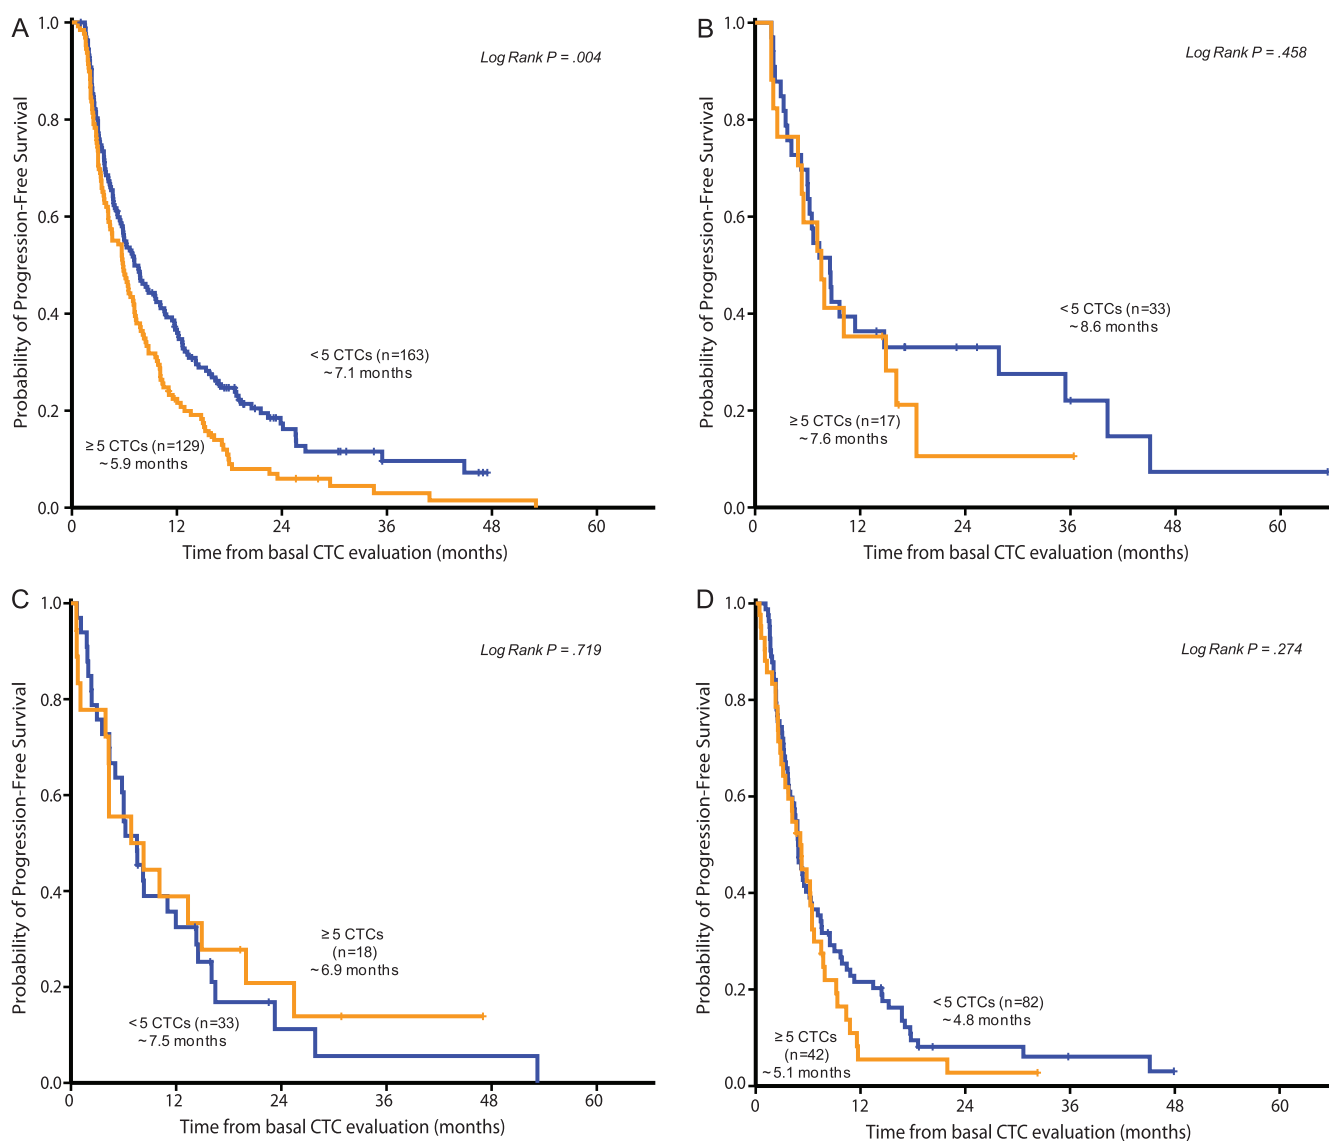 A
Log Rank P = .004
Probability of Progression-Free Survival
1.0
0.8
0.6
0.4
0.2
0.0
< 5 CTCs (n=163)
~7.1 months
≥ 5 CTCs (n=129)
~5.9 months
0 12 24 36 48 60
Time from basal CTC evaluation (months)
B
Log Rank P = .458
Probability of Progression-Free Survival
1.0
0.8
0.6
0.4
0.2
0.0
< 5 CTCs (n=33)
~8.6 months
≥ 5 CTCs (n=17)
~7.6 months
0 12 24 36 48 60
Time from basal CTC evaluation (months)
C
Log Rank P = .719
Probability of Progression-Free Survival
1.0
0.8
0.6
0.4
0.2
0.0
≥ 5 CTCs
(n=18)
~6.9 months
< 5 CTCs (n=33)
~7.5 months
0 12 24 36 48 60
Time from basal CTC evaluation (months)
D
Log Rank P = .274
Probability of Progression-Free Survival
1.0
0.8
0.6
0.4
0.2
0.0
< 5 CTCs (n=82)
~4.8 months
≥ 5 CTCs
(n=42)
~5.1 months
0 12 24 36 48 60
Time from basal CTC evaluation (months)